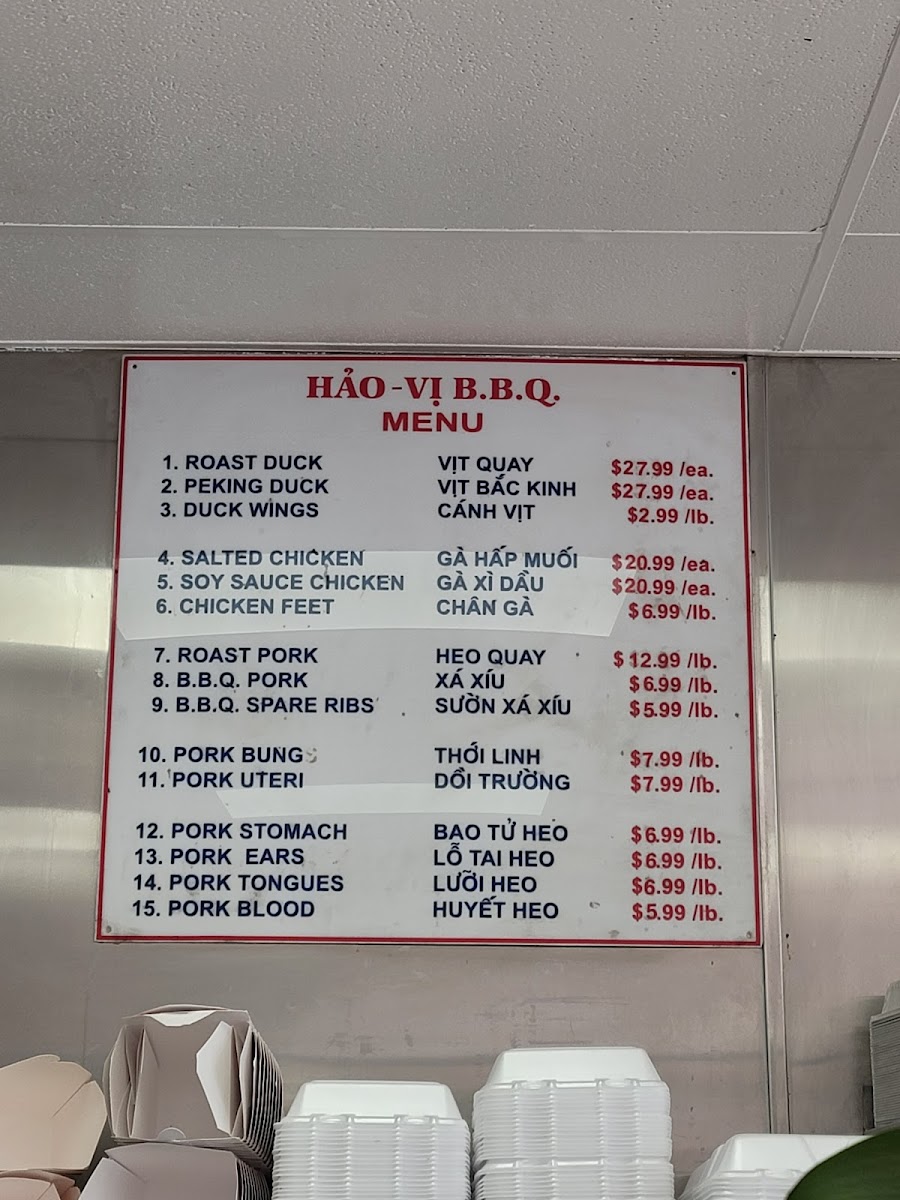 HẢO-VỊ B.B.Q.
MENU
1. ROAST DUCK VỊT QUAY $27.99 /ea.
2. PEKING DUCK VỊT BẮC KINH $27.99 /ea.
3. DUCK WINGS CÁNH VỊT $2.99 /lb.
4. SALTED CHICKEN GÀ HẤP MUỐI $20.99 /ea.
5. SOY SAUCE CHICKEN GÀ XÌ DẦU $20.99 /ea.
6. CHICKEN FEET CHÂN GÀ $6.99 /lb.
7. ROAST PORK HEO QUAY $12.99 /lb.
8. B.B.Q. PORK XÁ XÍU $6.99 /lb.
9. B.B.Q. SPARE RIBS SƯỜN XÁ XÍU $5.99 /lb.
10. PORK BUNGS THỚI LINH $7.99 /lb.
11. PORK UTERI DỒI TRƯỜNG $7.99 /lb.
12. PORK STOMACH BAO TỬ HEO $6.99 /lb.
13. PORK EARS LỖ TAI HEO $6.99 /lb.
14. PORK TONGUES LƯỠI HEO $6.99 /lb.
15. PORK BLOOD HUYẾT HEO $5.99 /lb.